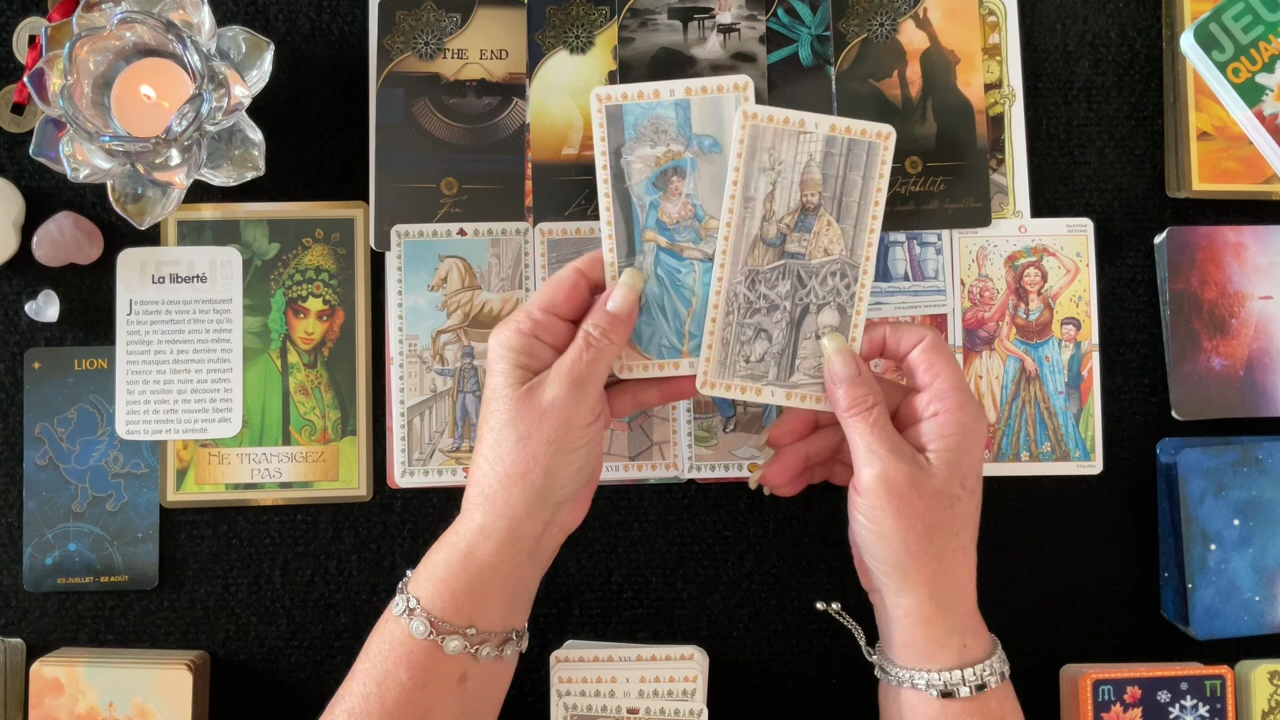 THE END
Fin
JEU
QUA
II
V
La liberté
Je donne à ceux qui m'entourent
la liberté de vivre à leur façon.
En leur permettant d'être ce qu'ils
sont, je m'accorde ainsi le même
privilège. Je redeviens moi-même,
laissant peu à peu derrière moi
mes masques désormais inutiles.
J'exerce ma liberté en prenant
soin de ne pas nuire aux autres.
Tel un oisillon qui découvre les
joies de voler, je me sers de mes
ailes et de cette nouvelle liberté
pour me rendre là où je veux aller,
dans la joie et la sérénité.
LION
23 JUILLET - 22 AOÛT
NE TRANSIGEZ
PAS
Instabilité
II
V
XVII
XVI
X
10